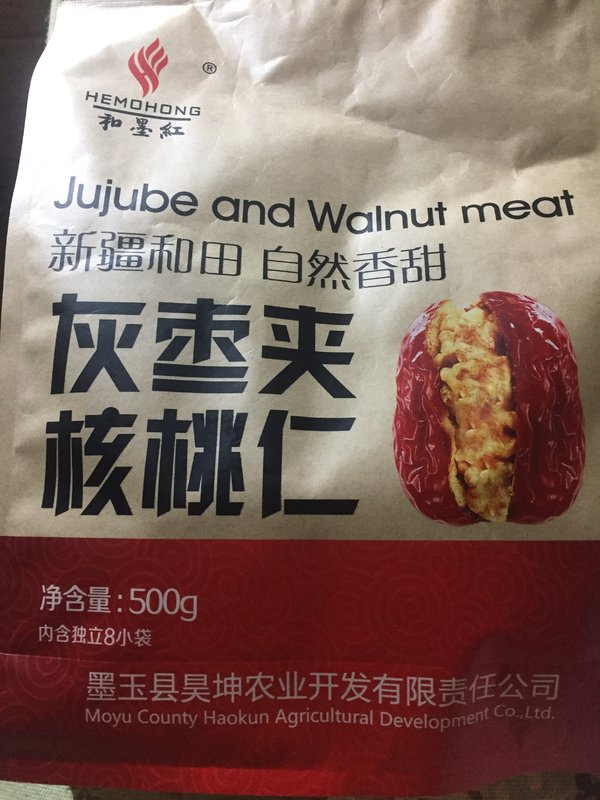 ®
HEMOHONG
和墨紅
Jujube and Walnut meat
新疆和田 自然香甜
灰枣夹
核桃仁
净含量:500g
内含独立8小袋
墨玉县昊坤农业开发有限责任公司
Moyu County Haokun Agricultural Development Co.,Ltd.